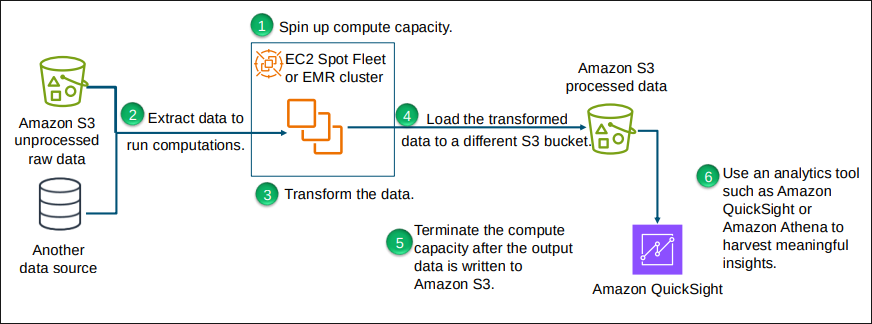 1 Spin up compute capacity.
EC2 Spot Fleet
or EMR cluster
Amazon S3
unprocessed
raw data
2 Extract data to
run computations.
Another
data source
3 Transform the data.
4 Load the transformed
data to a different S3 bucket.
Amazon S3
processed data
5 Terminate the compute
capacity after the output
data is written to
Amazon S3.
6 Use an analytics tool
such as Amazon
QuickSight or
Amazon Athena to
harvest meaningful
insights.
Amazon QuickSight